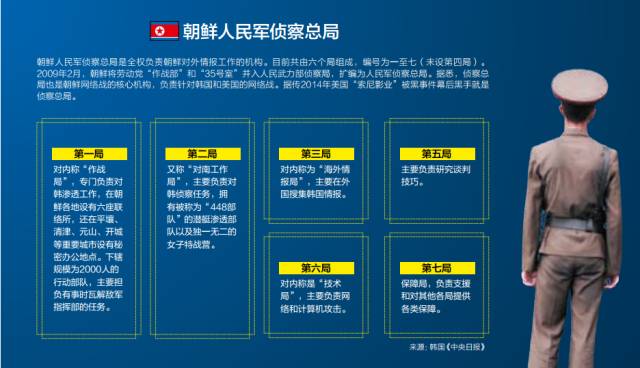 朝鲜人民军侦察总局
朝鲜人民军侦察总局是全权负责朝鲜对外情报工作的机构。目前共由六个局组成，编号为一至七（未设第四局）。
2009年2月，朝鲜将劳动党“作战部”和“35号室”并入人民武力部侦察局，扩编为人民军侦察总局。据悉，侦察总
局也是朝鲜网络战的核心机构，负责针对韩国和美国的网络战。据传2014年美国“索尼影业”被黑事件幕后黑手就是
侦察总局。
第一局
对内称“作战
局”，专门负责对
韩渗透工作，在朝
鲜各地设有六座联
络所，还在平壤、
清津、元山、开城
等重要城市设有秘
密办公地点。下辖
规模为2000人的
行动部队，主要担
负有事时瓦解敌军
指挥部的任务。
第二局
又称“对南工作
局”，主要负责对
韩侦察任务，拥
有被称为“448部
队”的潜艇渗透部
队以及独一无二的
女子特战营。
第三局
对内称为“海外情
报局”，主要在外
国搜集韩国情报。
第五局
主要负责研究谈判
技巧。
第六局
对内称是“技术
局”，主要负责网
络和计算机攻击。
第七局
保障局，负责支援
和对其他各局提供
各类保障。
来源：韩国《中央日报》